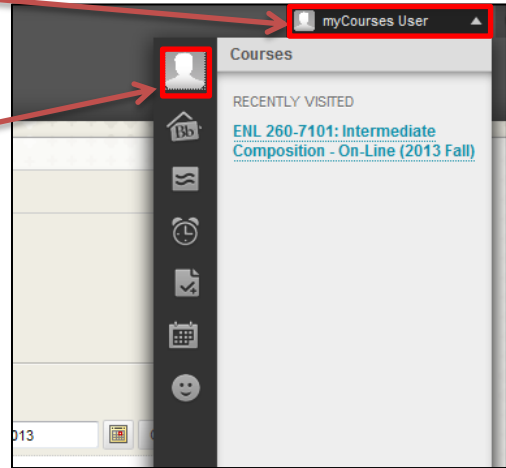 myCourses User
Courses
RECENTLY VISITED
ENL 260-7101: Intermediate
Composition - On-Line (2013 Fall)
Bb
013